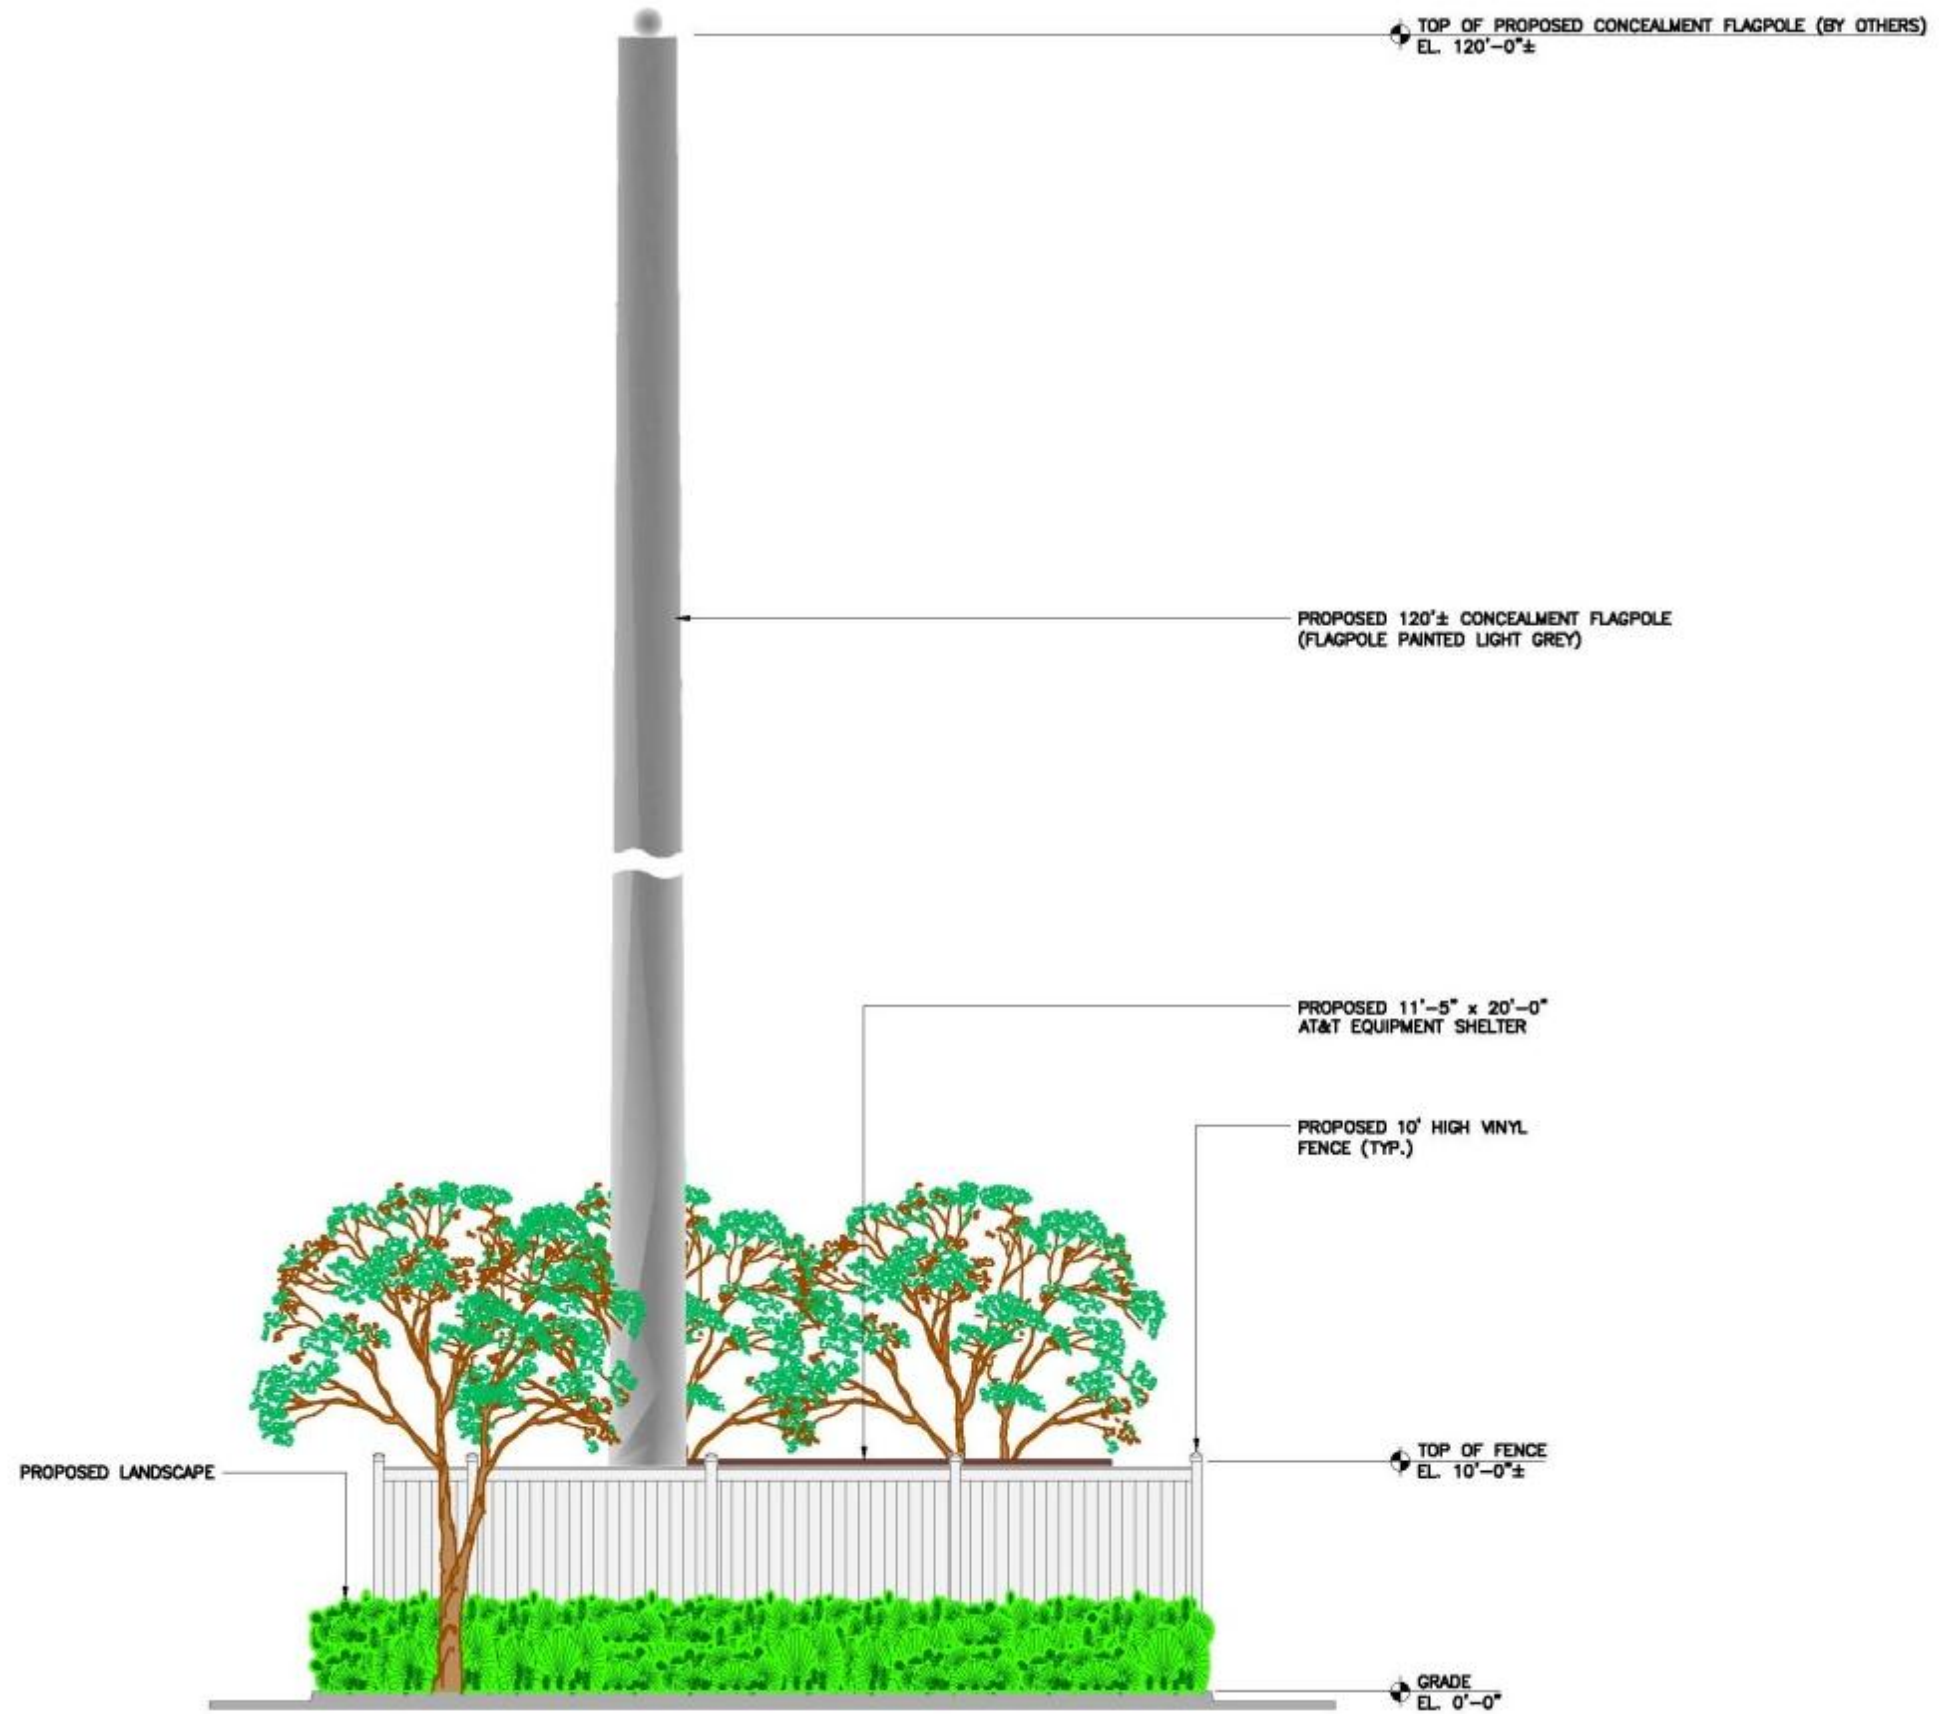 TOP OF PROPOSED CONCEALMENT FLAGPOLE (BY OTHERS)
EL. 120'-0"±
PROPOSED 120'± CONCEALMENT FLAGPOLE
(FLAGPOLE PAINTED LIGHT GREY)
PROPOSED 11'-5" x 20'-0"
AT&T EQUIPMENT SHELTER
PROPOSED 10' HIGH VINYL
FENCE (TYP.)
TOP OF FENCE
EL. 10'-0"±
PROPOSED LANDSCAPE
GRADE
EL. 0'-0"